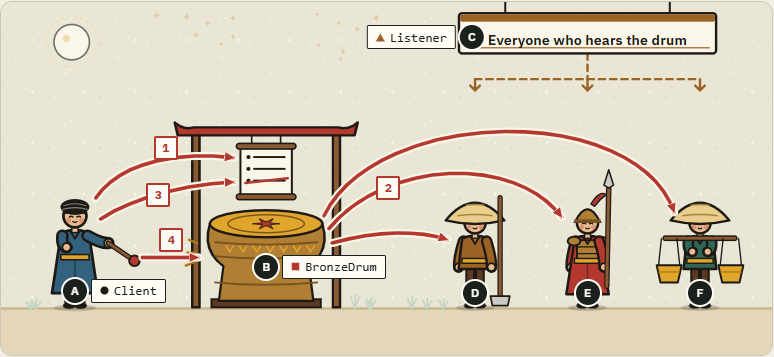 Listener
C
Everyone who hears the drum
1
2
3
4
B
BronzeDrum
A
Client
D
E
F